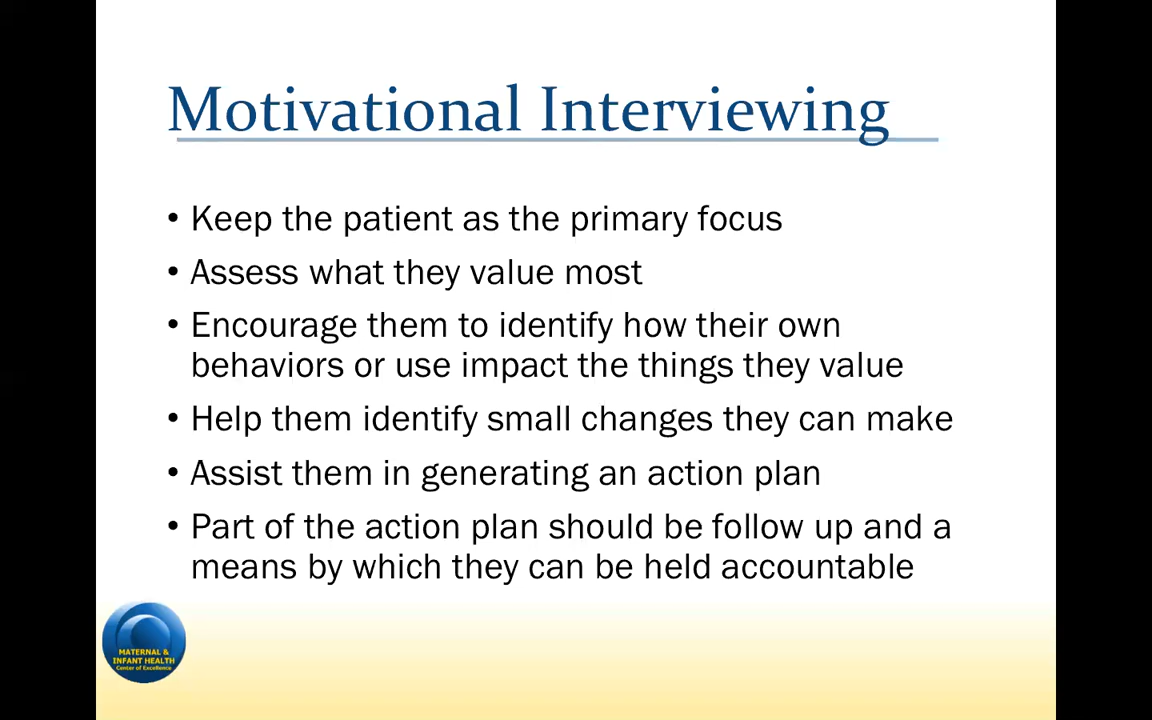 Motivational Interviewing
• Keep the patient as the primary focus
• Assess what they value most
• Encourage them to identify how their own
behaviors or use impact the things they value
• Help them identify small changes they can make
• Assist them in generating an action plan
• Part of the action plan should be follow up and a
means by which they can be held accountable
MATERNAL &
INFANT HEALTH
Center of Excellence